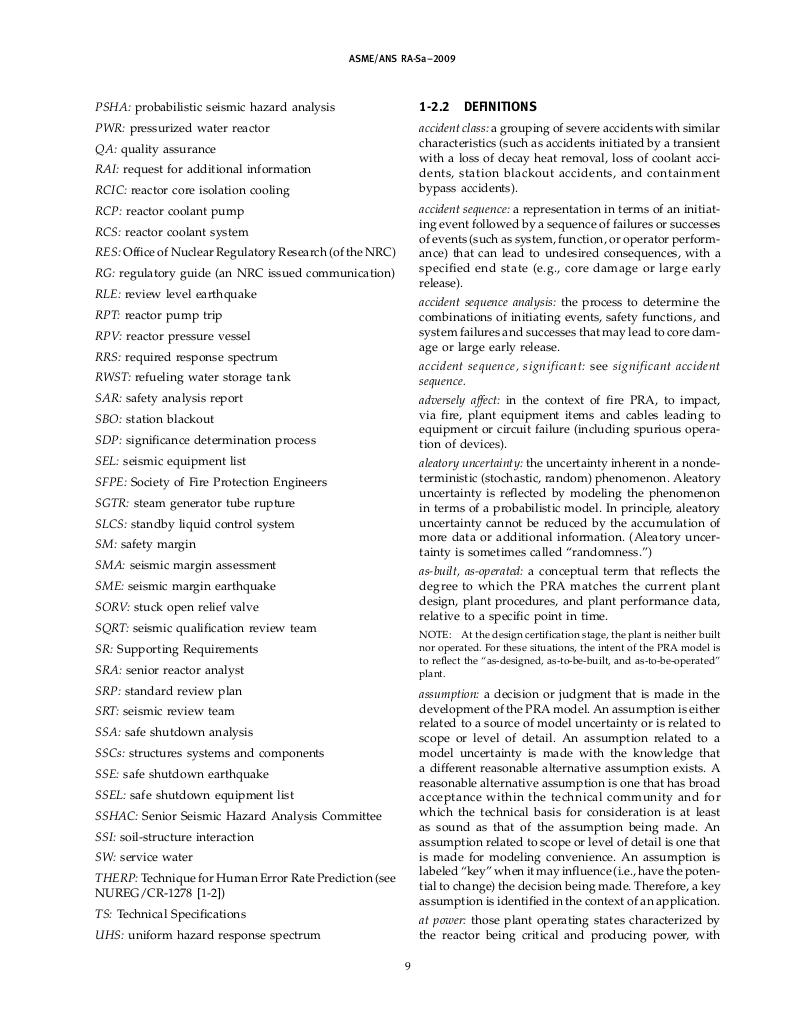 ASME/ANS RA-Sa–2009
PSHA: probabilistic seismic hazard analysis
PWR: pressurized water reactor
QA: quality assurance
RAI: request for additional information
RCIC: reactor core isolation cooling
RCP: reactor coolant pump
RCS: reactor coolant system
RES: Office of Nuclear Regulatory Research (of the NRC)
RG: regulatory guide (an NRC issued communication)
RLE: review level earthquake
RPT: reactor pump trip
RPV: reactor pressure vessel
RRS: required response spectrum
RWST: refueling water storage tank
SAR: safety analysis report
SBO: station blackout
SDP: significance determination process
SEL: seismic equipment list
SFPE: Society of Fire Protection Engineers
SGTR: steam generator tube rupture
SLCS: standby liquid control system
SM: safety margin
SMA: seismic margin assessment
SME: seismic margin earthquake
SORV: stuck open relief valve
SQRT: seismic qualification review team
SR: Supporting Requirements
SRA: senior reactor analyst
SRP: standard review plan
SRT: seismic review team
SSA: safe shutdown analysis
SSCs: structures systems and components
SSE: safe shutdown earthquake
SSEL: safe shutdown equipment list
SSHAC: Senior Seismic Hazard Analysis Committee
SSI: soil-structure interaction
SW: service water
THERP: Technique for Human Error Rate Prediction (see
NUREG/CR-1278 [1-2])
TS: Technical Specifications
UHS: uniform hazard response spectrum
1-2.2 DEFINITIONS
accident class: a grouping of severe accidents with similar
characteristics (such as accidents initiated by a transient
with a loss of decay heat removal, loss of coolant acci-
dents, station blackout accidents, and containment
bypass accidents).
accident sequence: a representation in terms of an initiat-
ing event followed by a sequence of failures or successes
of events (such as system, function, or operator perform-
ance) that can lead to undesired consequences, with a
specified end state (e.g., core damage or large early
release).
accident sequence analysis: the process to determine the
combinations of initiating events, safety functions, and
system failures and successes that may lead to core dam-
age or large early release.
accident sequence, significant: see significant accident
sequence.
adversely affect: in the context of fire PRA, to impact,
via fire, plant equipment items and cables leading to
equipment or circuit failure (including spurious opera-
tion of devices).
aleatory uncertainty: the uncertainty inherent in a nonde-
terministic (stochastic, random) phenomenon. Aleatory
uncertainty is reflected by modeling the phenomenon
in terms of a probabilistic model. In principle, aleatory
uncertainty cannot be reduced by the accumulation of
more data or additional information. (Aleatory uncer-
tainty is sometimes called “randomness.”)
as-built, as-operated: a conceptual term that reflects the
degree to which the PRA matches the current plant
design, plant procedures, and plant performance data,
relative to a specific point in time.
NOTE: At the design certification stage, the plant is neither built
nor operated. For these situations, the intent of the PRA model is
to reflect the “as-designed, as-to-be-built, and as-to-be-operated”
plant.
assumption: a decision or judgment that is made in the
development of the PRA model. An assumption is either
related to a source of model uncertainty or is related to
scope or level of detail. An assumption related to a
model uncertainty is made with the knowledge that
a different reasonable alternative assumption exists. A
reasonable alternative assumption is one that has broad
acceptance within the technical community and for
which the technical basis for consideration is at least
as sound as that of the assumption being made. An
assumption related to scope or level of detail is one that
is made for modeling convenience. An assumption is
labeled “key” when it may influence (i.e., have the poten-
tial to change) the decision being made. Therefore, a key
assumption is identified in the context of an application.
at power: those plant operating states characterized by
the reactor being critical and producing power, with
9